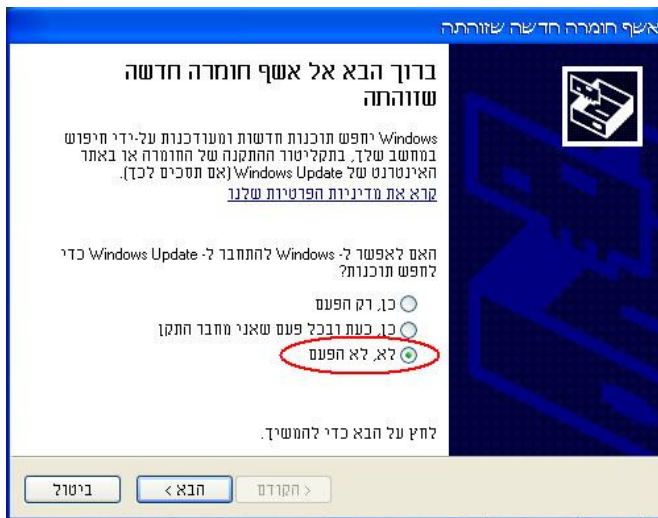 אשף חומרה חדשה שזוהתה
ברוך הבא אל אשף חומרה חדשה
שזוהתה
Windows יחפש תוכנות חדשות ומעודכנות על-ידי חיפוש
במחשב שלך, בתקליטור ההתקנה של החומרה או באתר
האינטרנט של Windows Update (אם תסכים לכך).
קרא את מדיניות הפרטיות שלנו
האם לאפשר ל- Windows להתחבר ל- Windows Update כדי
לחפש תוכנות?
כן, רק הפעם
כן, כעת ובכל פעם שאני מחבר התקן
לא, לא הפעם
לחץ על הבא כדי להמשיך.
< הקודם
הבא >
ביטול